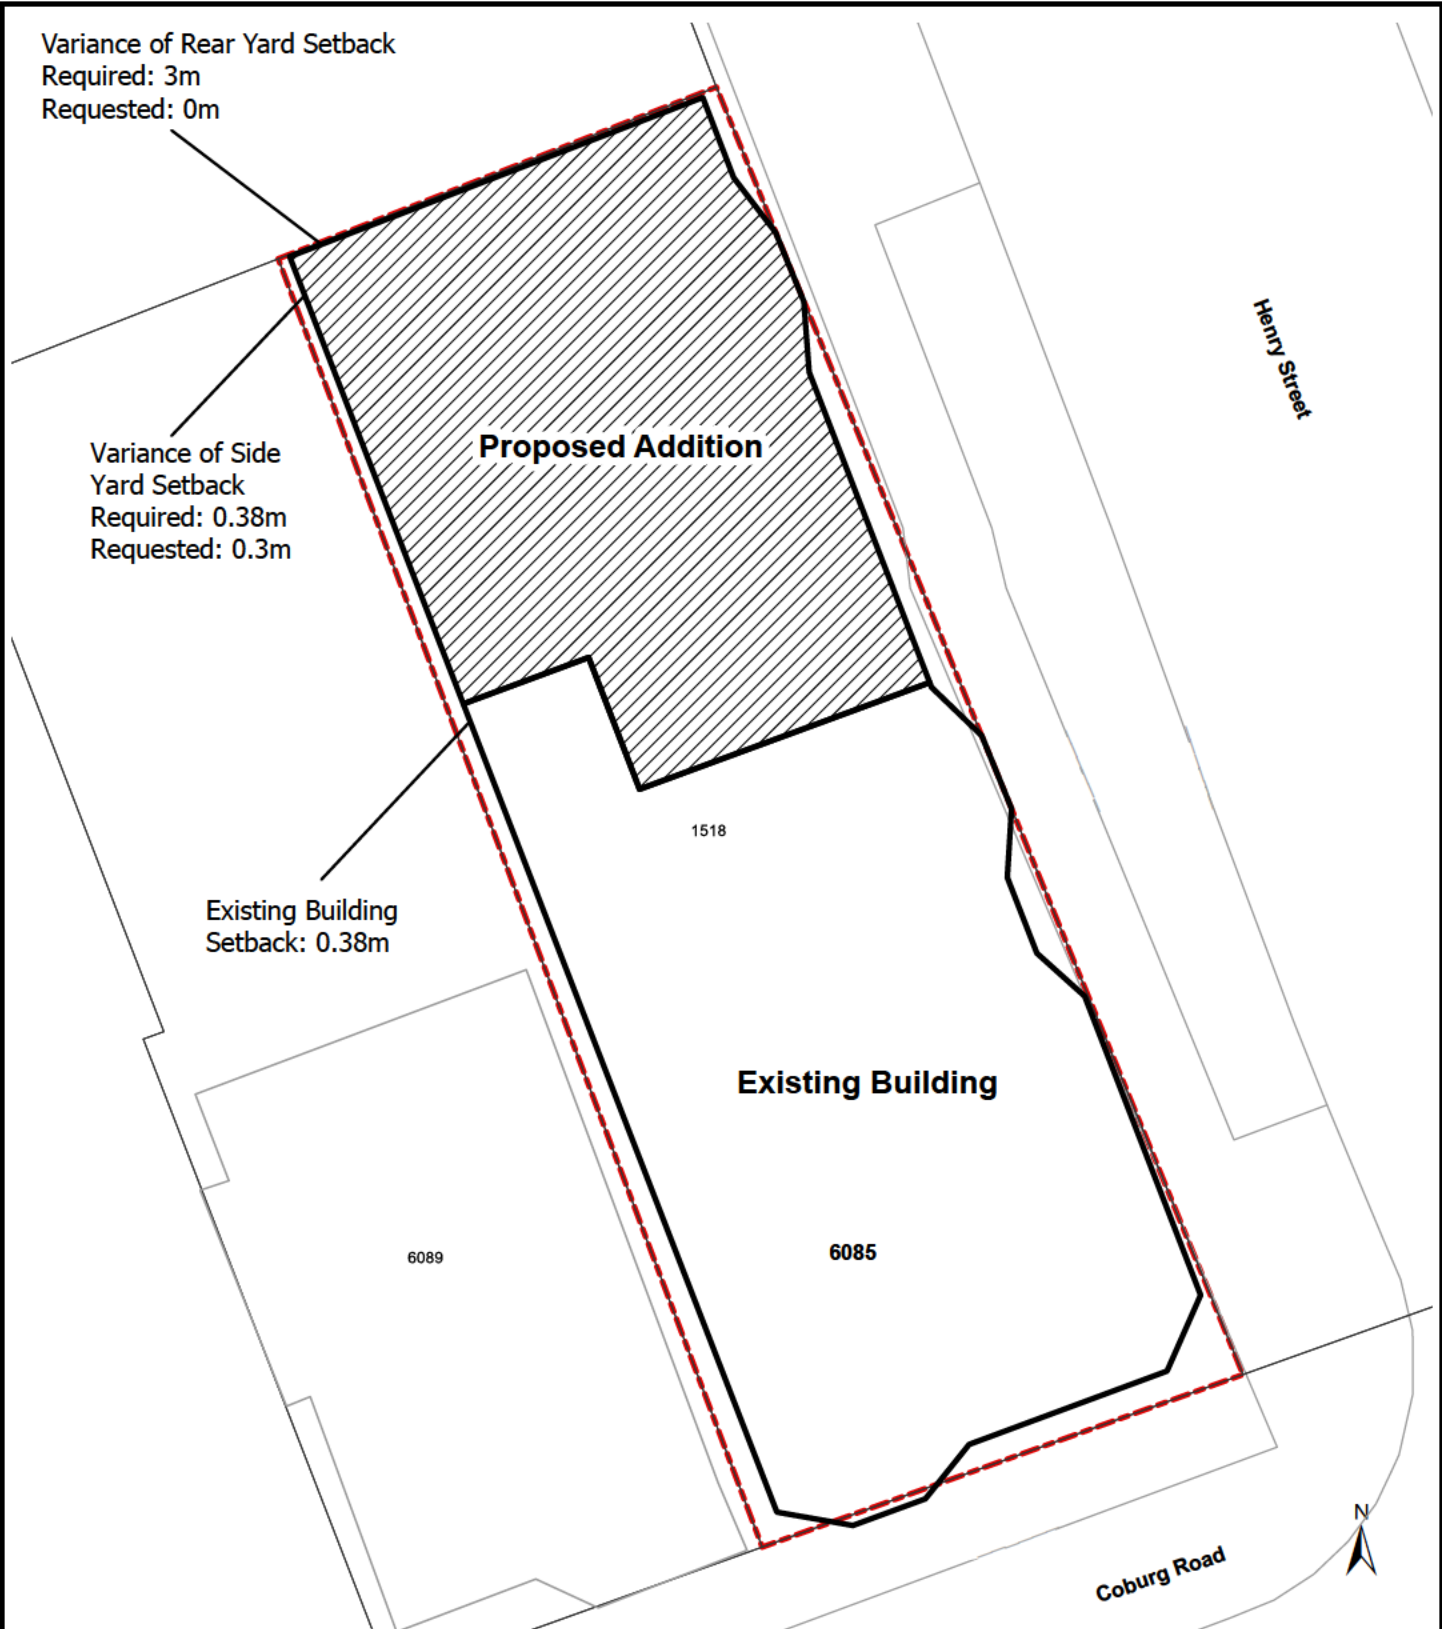 Variance of Rear Yard Setback
Required: 3m
Requested: 0m
Henry Street
Proposed Addition
Variance of Side
Yard Setback
Required: 0.38m
Requested: 0.3m
1518
Existing Building
Setback: 0.38m
Existing Building
6085
6089
N
Coburg Road